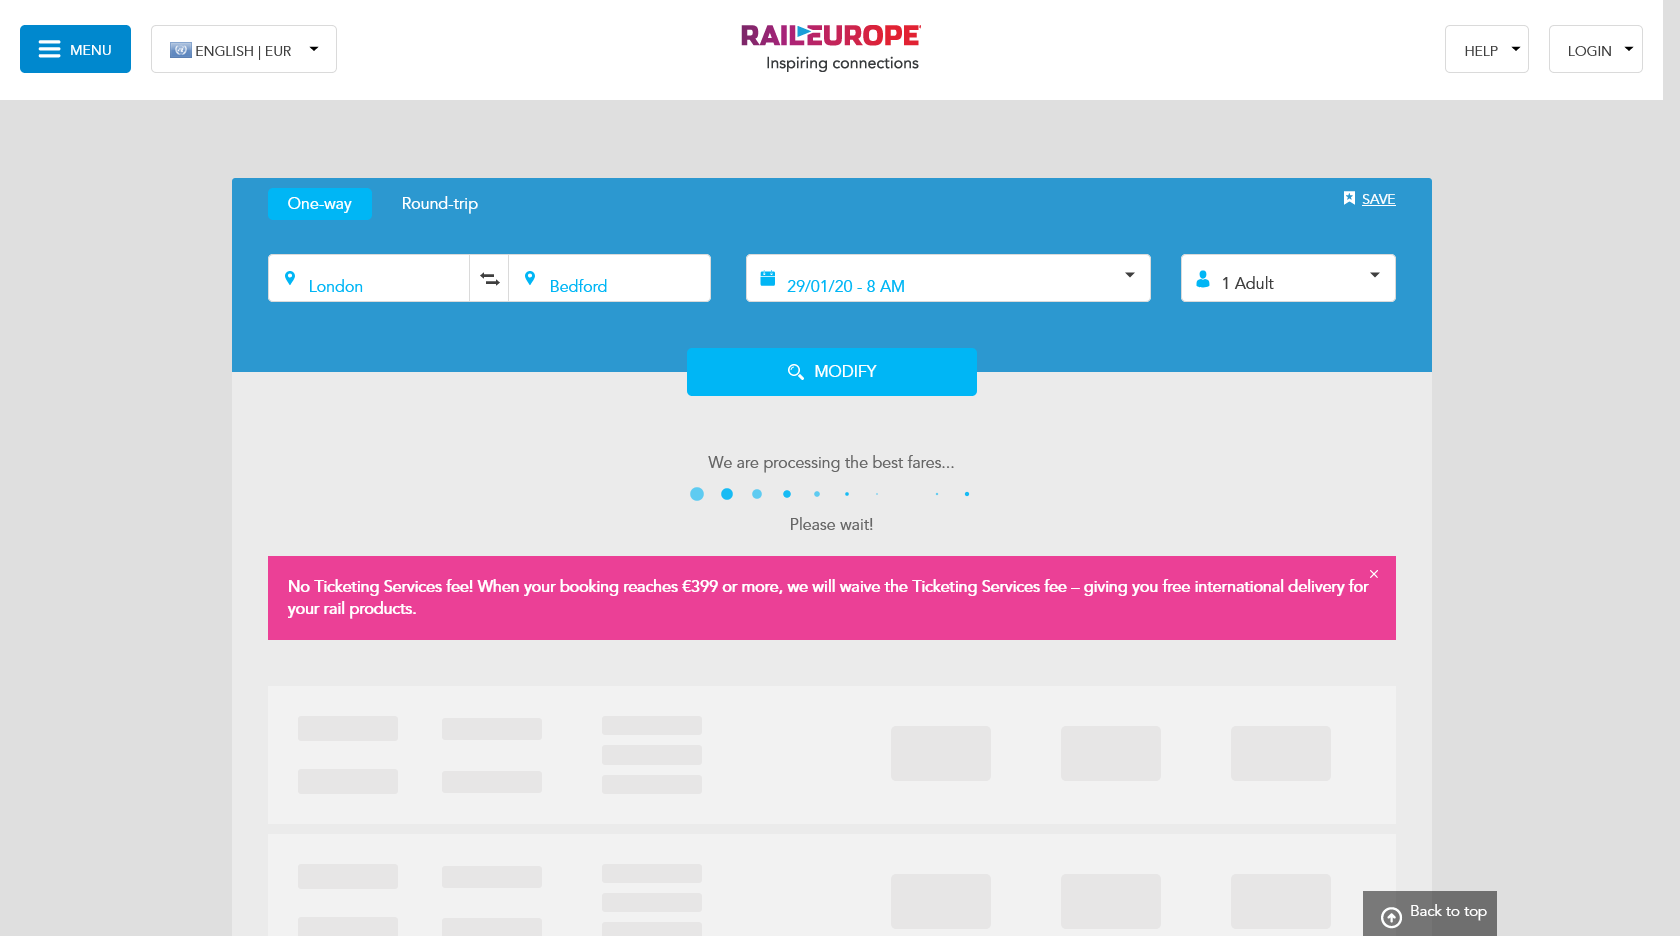 MENU
ENGLISH | EUR
RAILEUROPE
Inspiring connections
HELP
LOGIN
One-way
Round-trip
SAVE
London
Bedford
29/01/20 - 8 AM
1 Adult
MODIFY
We are processing the best fares...
Please wait!
No Ticketing Services fee! When your booking reaches €399 or more, we will waive the Ticketing Services fee – giving you free international delivery for
your rail products.
Back to top